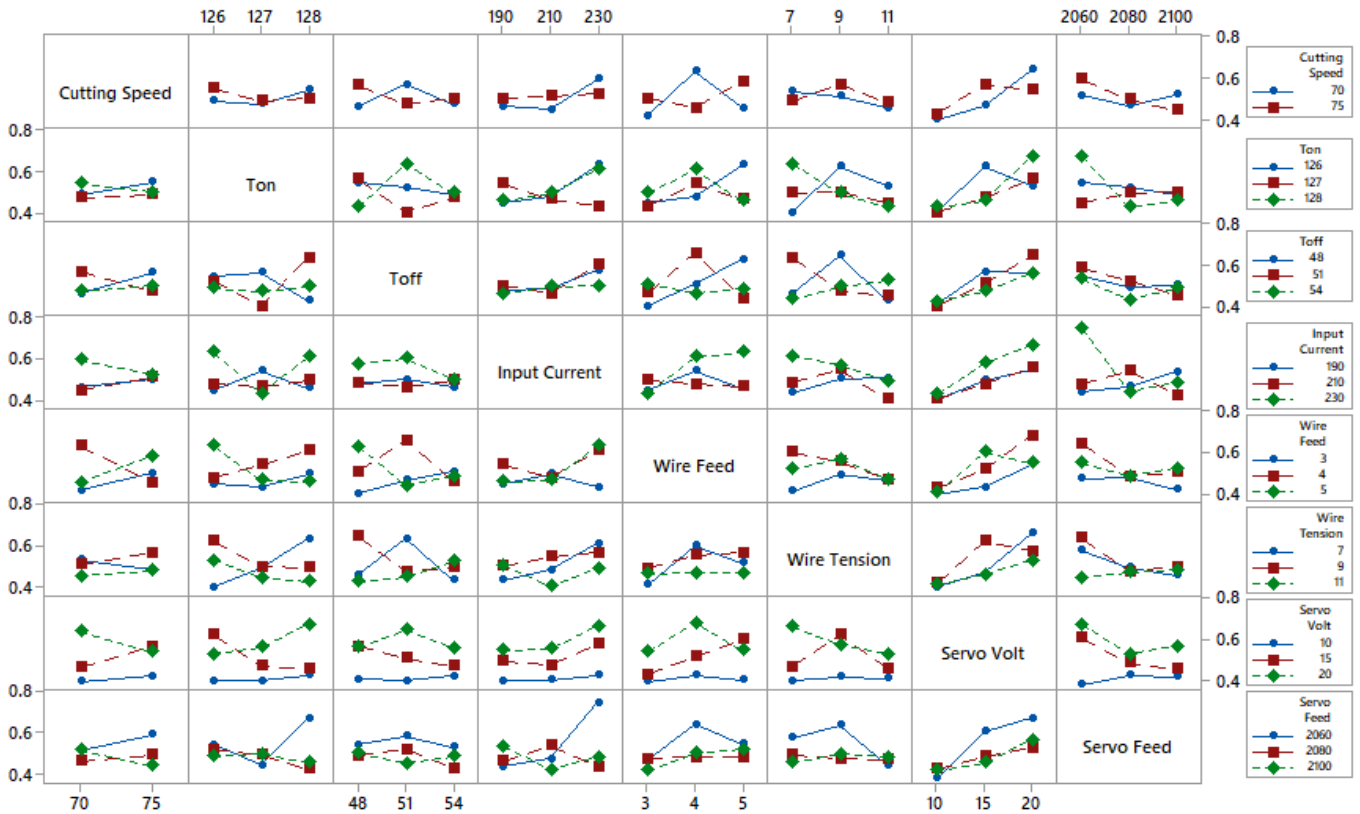 126 127 128 190 210 230 7 9 11 2060 2080 2100
0.8
Cutting Speed
0.6
0.4
Cutting
Speed
70
75
0.8
0.6
0.4
Ton
Ton
126
127
128
Toff
0.8
0.6
0.4
Toff
48
51
54
0.8
0.6
0.4
Input Current
Input
Current
190
210
230
Wire Feed
0.8
0.6
0.4
Wire
Feed
3
4
5
0.8
0.6
0.4
Wire Tension
Wire
Tension
7
9
11
Servo Volt
0.8
0.6
0.4
Servo
Volt
10
15
20
0.8
0.6
0.4
Servo Feed
Servo
Feed
2060
2080
2100
70 75 48 51 54 3 4 5 10 15 20